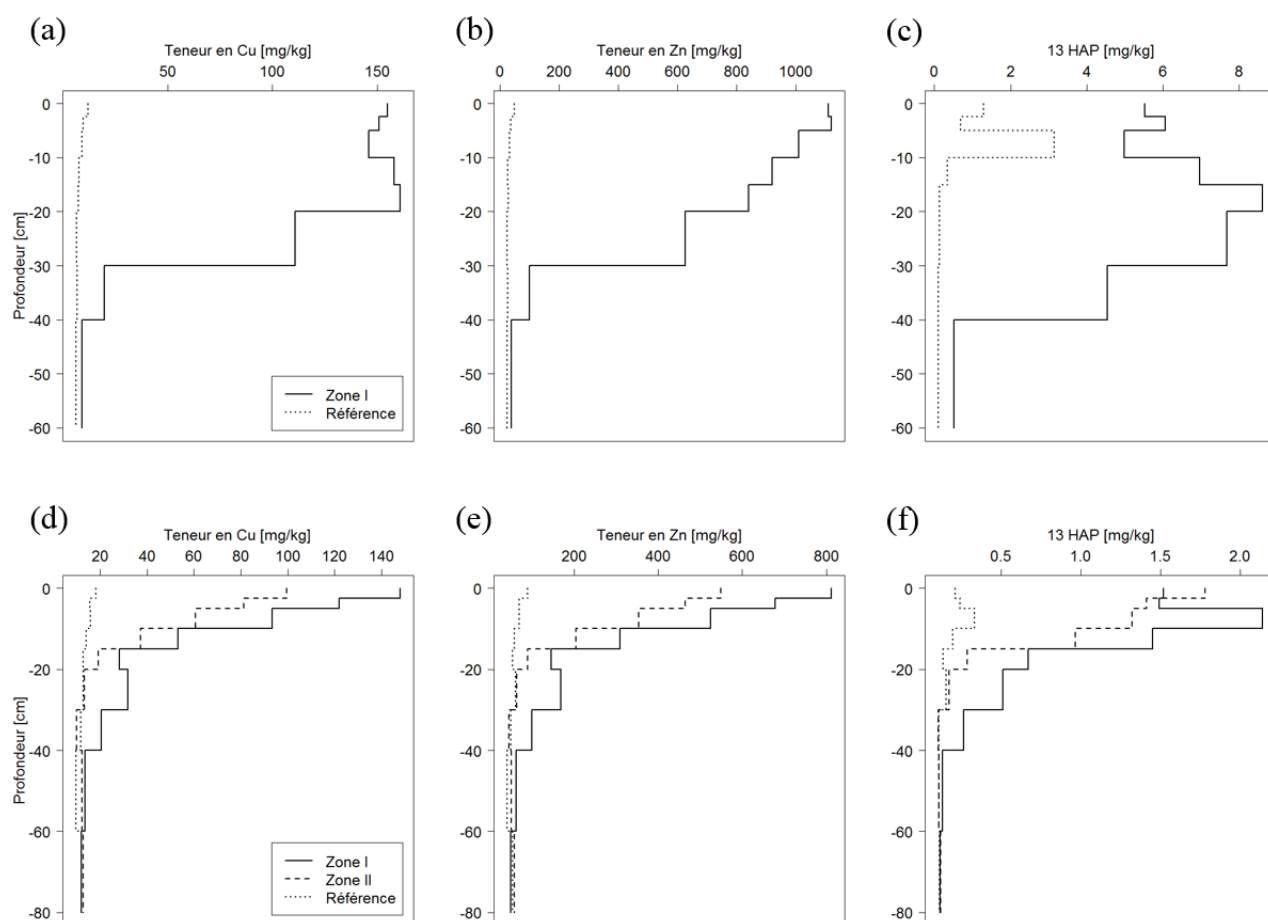 (a)
Teneur en Cu [mg/kg]
50 100 150
Profondeur [cm]
0
-10
-20
-30
-40
-50
-60
Zone I
Référence
(b)
Teneur en Zn [mg/kg]
0 200 400 600 800 1000
0
-10
-20
-30
-40
-50
-60
(c)
13 HAP [mg/kg]
0 2 4 6 8
0
-10
-20
-30
-40
-50
-60
(d)
Teneur en Cu [mg/kg]
20 40 60 80 100 120 140
Profondeur [cm]
0
-20
-40
-60
-80
Zone I
Zone II
Référence
(e)
Teneur en Zn [mg/kg]
200 400 600 800
0
-20
-40
-60
-80
(f)
13 HAP [mg/kg]
0.5 1.0 1.5 2.0
0
-20
-40
-60
-80